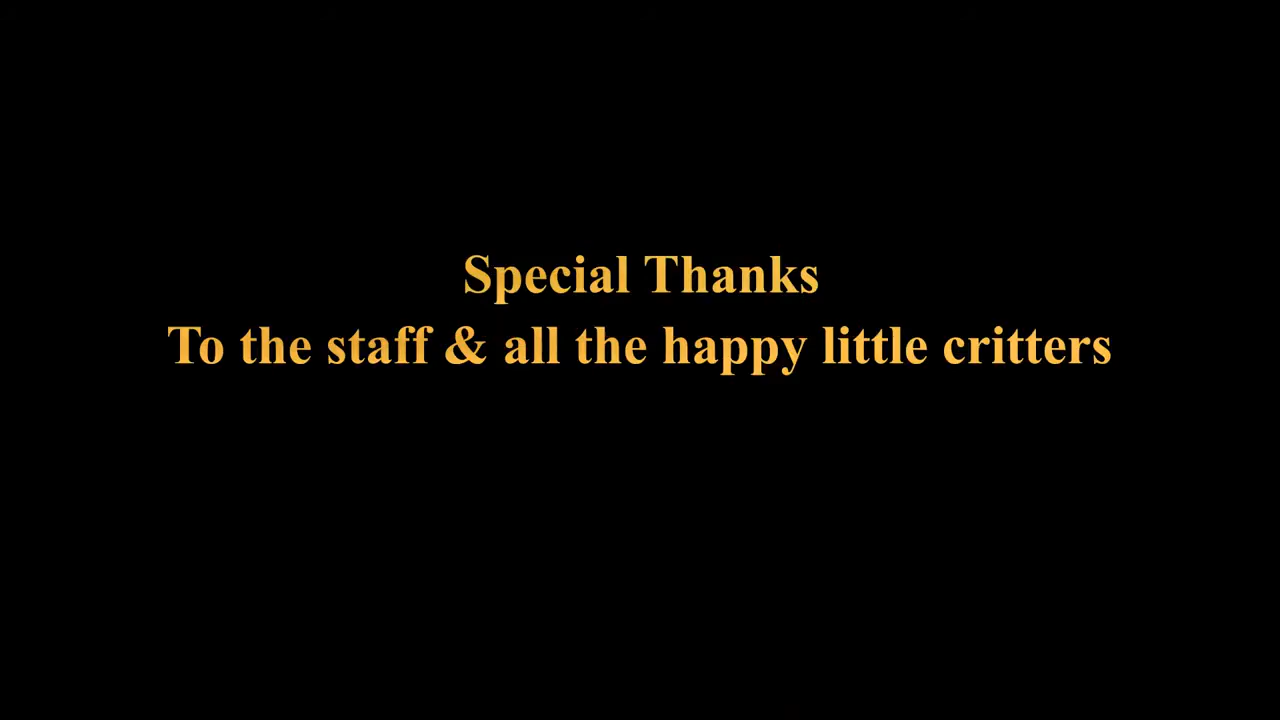 Special Thanks
To the staff & all the happy little critters